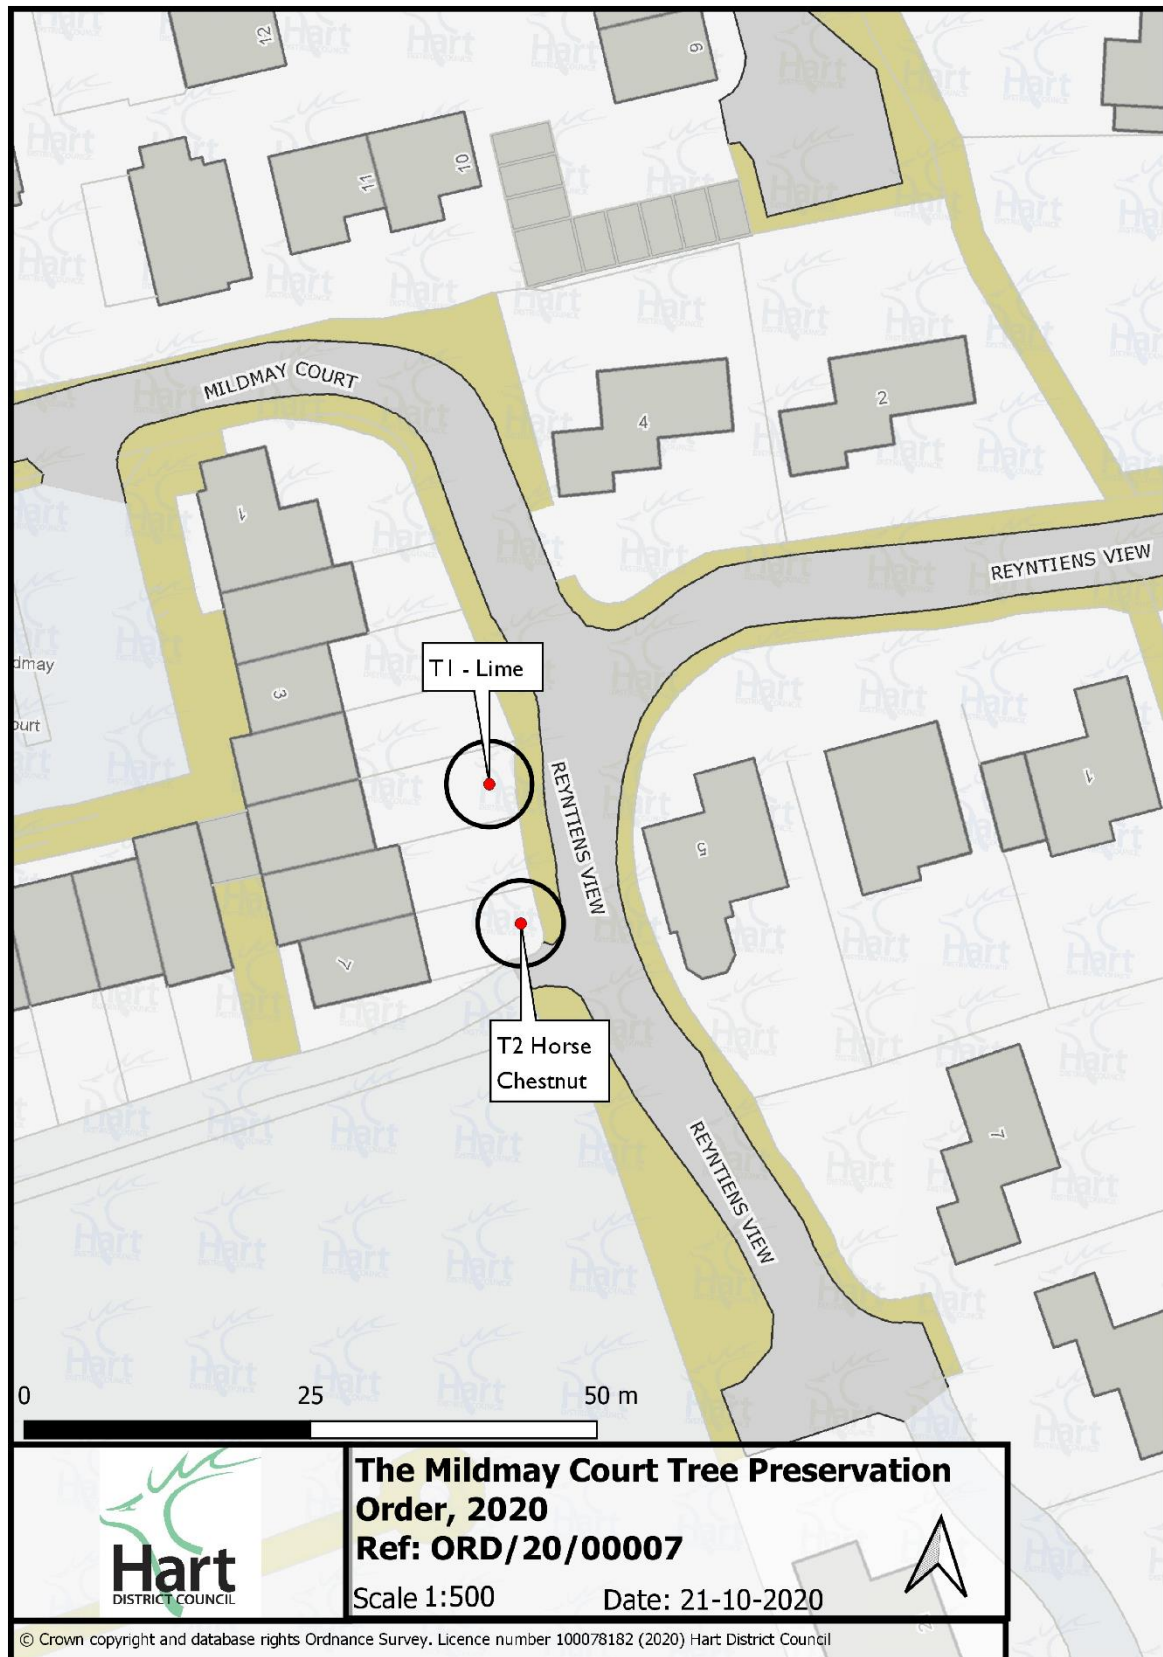 12
9
11
10
MILDMAY COURT
4
2
REYNTIENS VIEW
1
dmay
ourt
3
T1 - Lime
REYNTIENS VIEW
5
1
7
T2 Horse
Chestnut
REYNTIENS VIEW
7
0 25 50 m
Hart
DISTRICT COUNCIL
The Mildmay Court Tree Preservation
Order, 2020
Ref: ORD/20/00007
Scale 1:500 Date: 21-10-2020
2
© Crown copyright and database rights Ordnance Survey. Licence number 100078182 (2020) Hart District Council